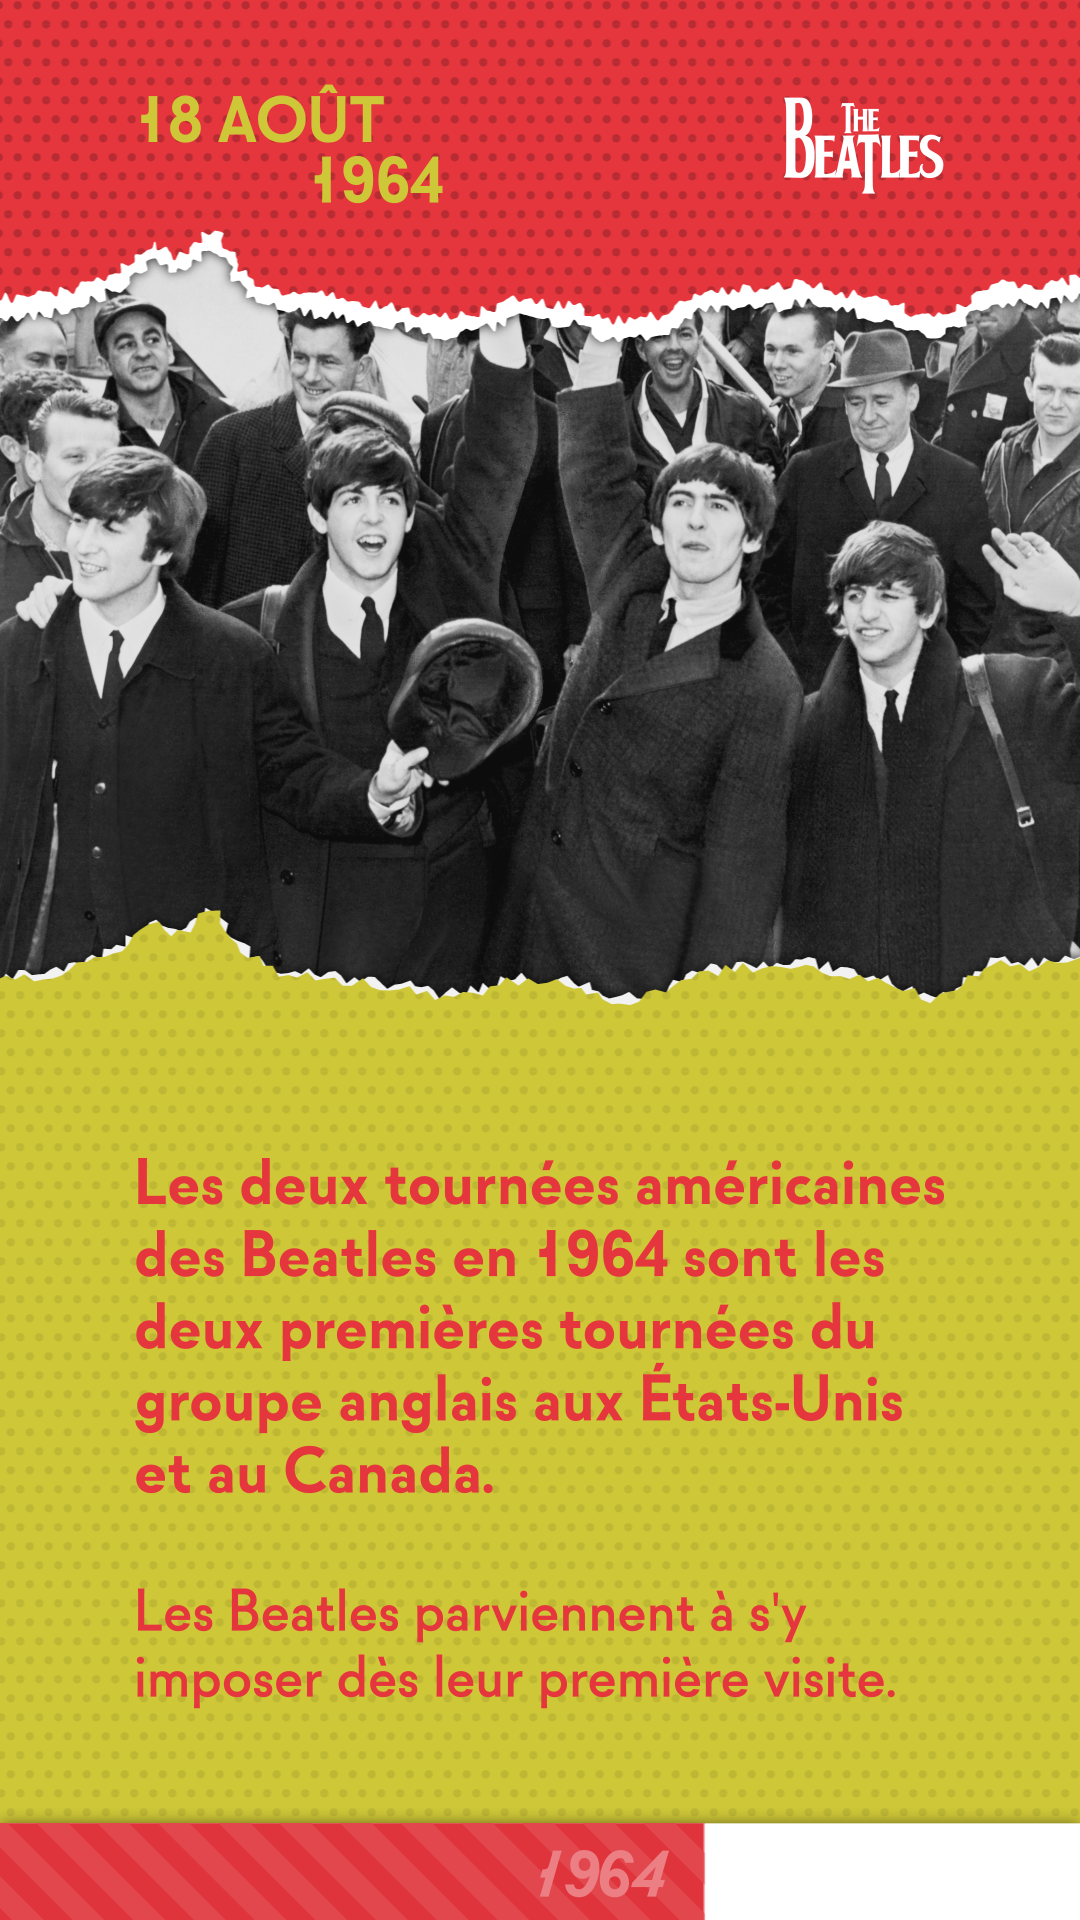 18 AOÛT
1964
THE
BEATLES
Les deux tournées américaines
des Beatles en 1964 sont les
deux premières tournées du
groupe anglais aux États-Unis
et au Canada.
Les Beatles parviennent à s'y
imposer dès leur première visite.
1964